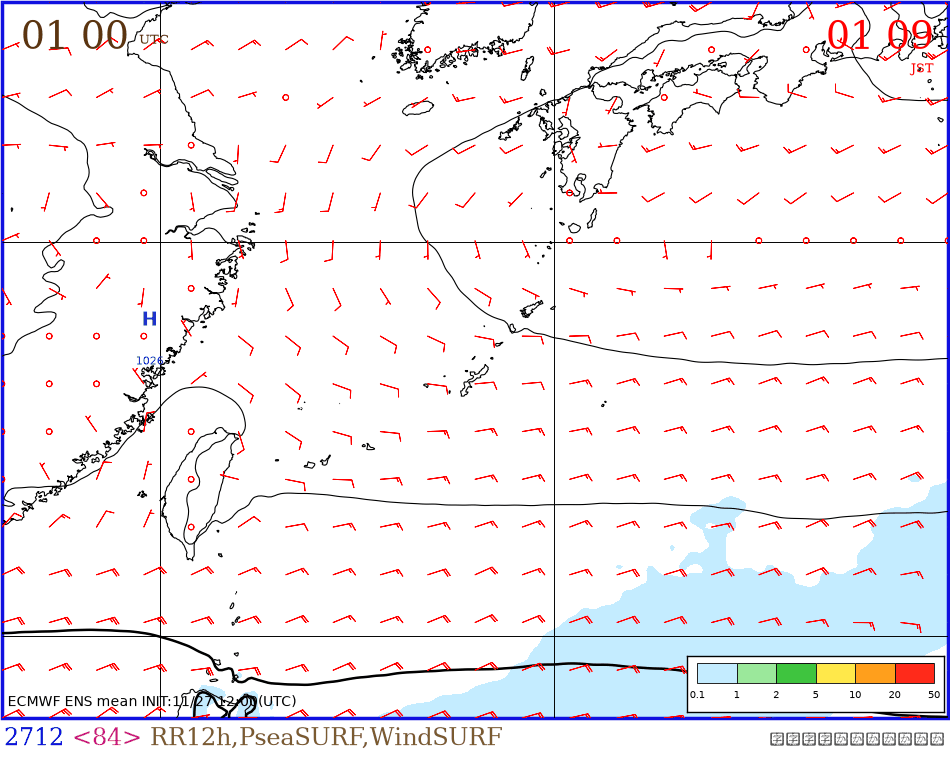 01 00 UTC
01 09 JST
H
1026
0.1 1 2 5 10 20 50
ECMWF ENS mean INIT:11/27 12:00(UTC)
2712 <84> RR12h,PseaSURF,WindSURF